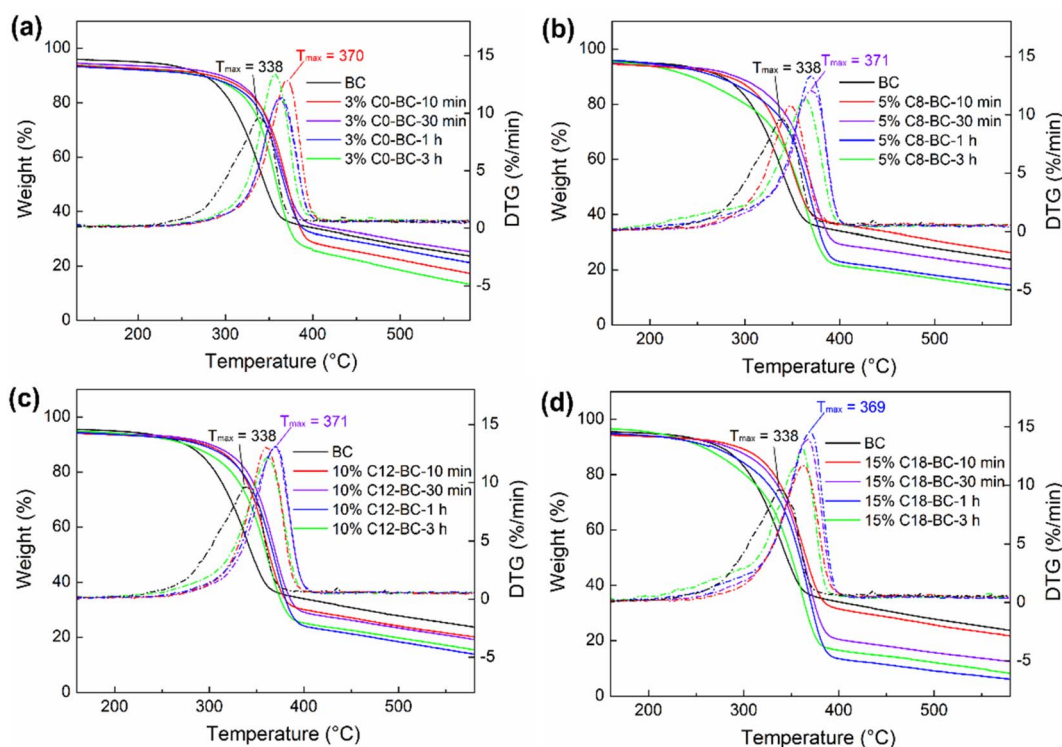 (a)
100
80
60
40
20
0
Weight (%)
200
300
400
500
Temperature (°C)
15
10
5
0
-5
DTG (%/min)
Tmax = 338
Tmax = 370
BC
3% C0-BC-10 min
3% C0-BC-30 min
3% C0-BC-1 h
3% C0-BC-3 h
(b)
100
80
60
40
20
0
Weight (%)
200
300
400
500
Temperature (°C)
15
10
5
0
-5
DTG (%/min)
Tmax = 338
Tmax = 371
BC
5% C8-BC-10 min
5% C8-BC-30 min
5% C8-BC-1 h
5% C8-BC-3 h
(c)
100
80
60
40
20
0
Weight (%)
200
300
400
500
Temperature (°C)
15
10
5
0
-5
DTG (%/min)
Tmax = 338
Tmax = 371
BC
10% C12-BC-10 min
10% C12-BC-30 min
10% C12-BC-1 h
10% C12-BC-3 h
(d)
100
80
60
40
20
0
Weight (%)
200
300
400
500
Temperature (°C)
15
10
5
0
-5
DTG (%/min)
Tmax = 338
Tmax = 369
BC
15% C18-BC-10 min
15% C18-BC-30 min
15% C18-BC-1 h
15% C18-BC-3 h